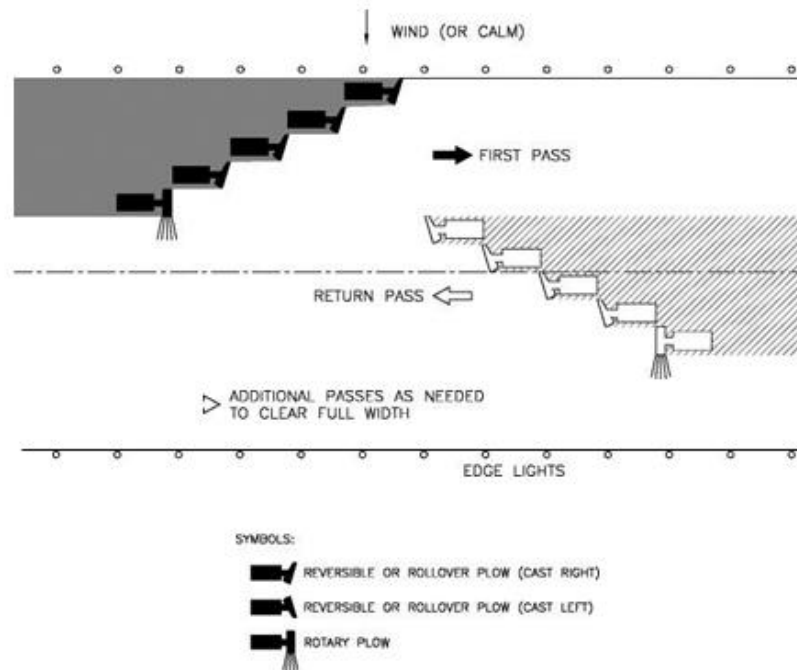 WIND (OR CALM)
FIRST PASS
RETURN PASS
ADDITIONAL PASSES AS NEEDED
TO CLEAR FULL WIDTH
EDGE LIGHTS
SYMBOLS:
REVERSIBLE OR ROLLOVER PLOW (CAST RIGHT)
REVERSIBLE OR ROLLOVER PLOW (CAST LEFT)
ROTARY PLOW